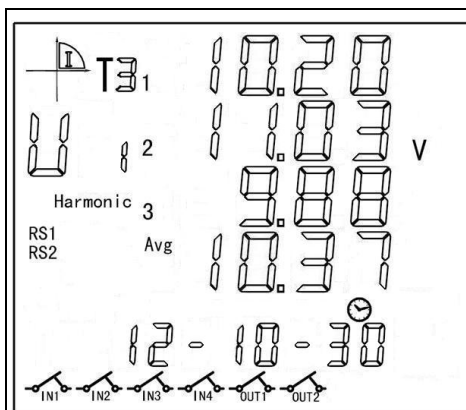 I
T3 1 10.20
U 1 2 11.03 V
Harmonic 3 9.88
RS1
RS2
Avg 10.37
12-10-30
IN1 IN2 IN3 IN4 OUT1 OUT2